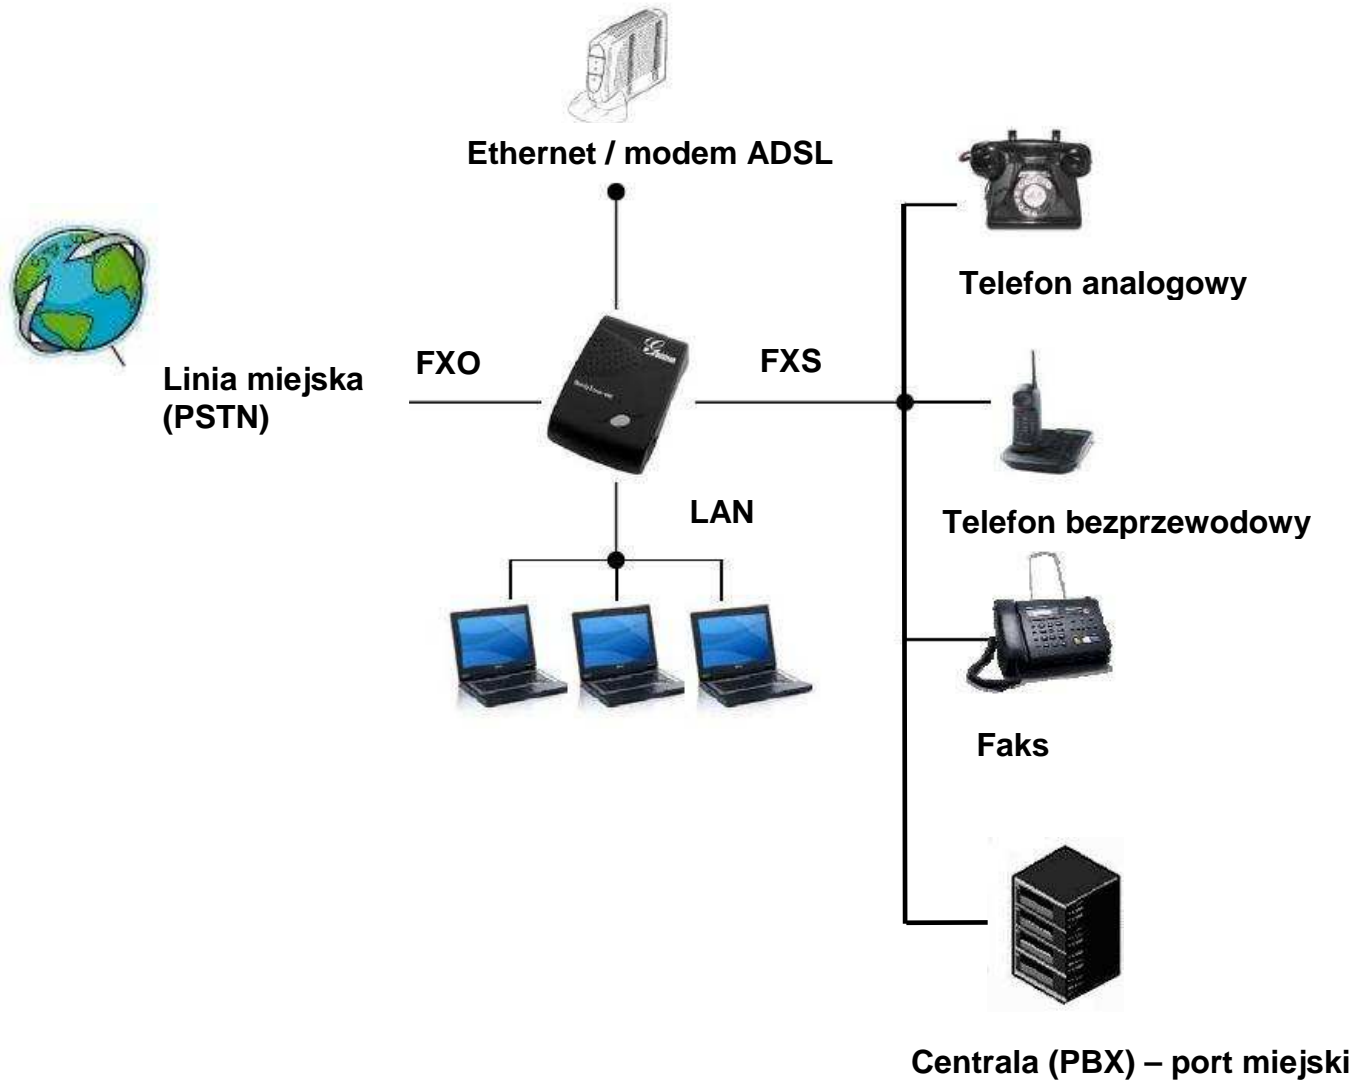 Ethernet / modem ADSL
Telefon analogowy
Linia miejska
(PSTN)
FXO
FXS
LAN
Telefon bezprzewodowy
Faks
Centrala (PBX) – port miejski